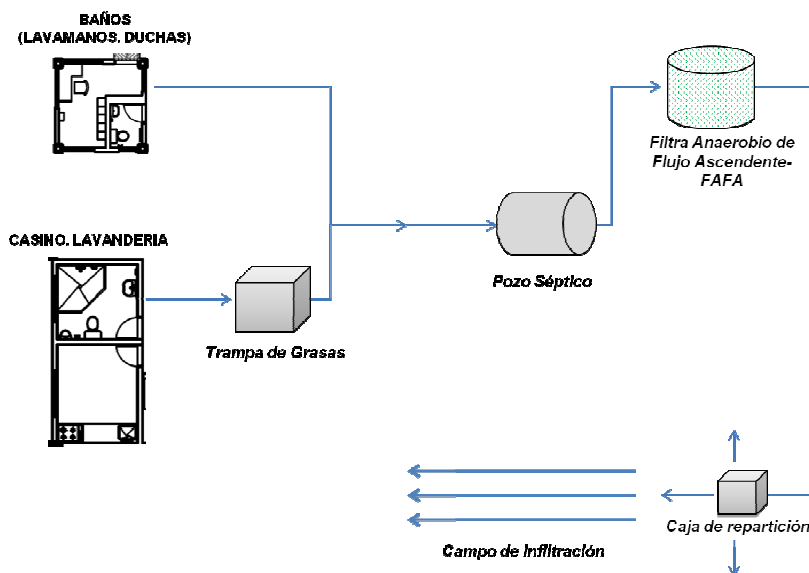 BAÑOS
(LAVAMANOS. DUCHAS)
Filtra Anaerobio de
Flujo Ascendente-
FAFA
CASINO. LAVANDERIA
Pozo Séptico
Trampa de Grasas
Caja de repartición
Campo de Infiltración